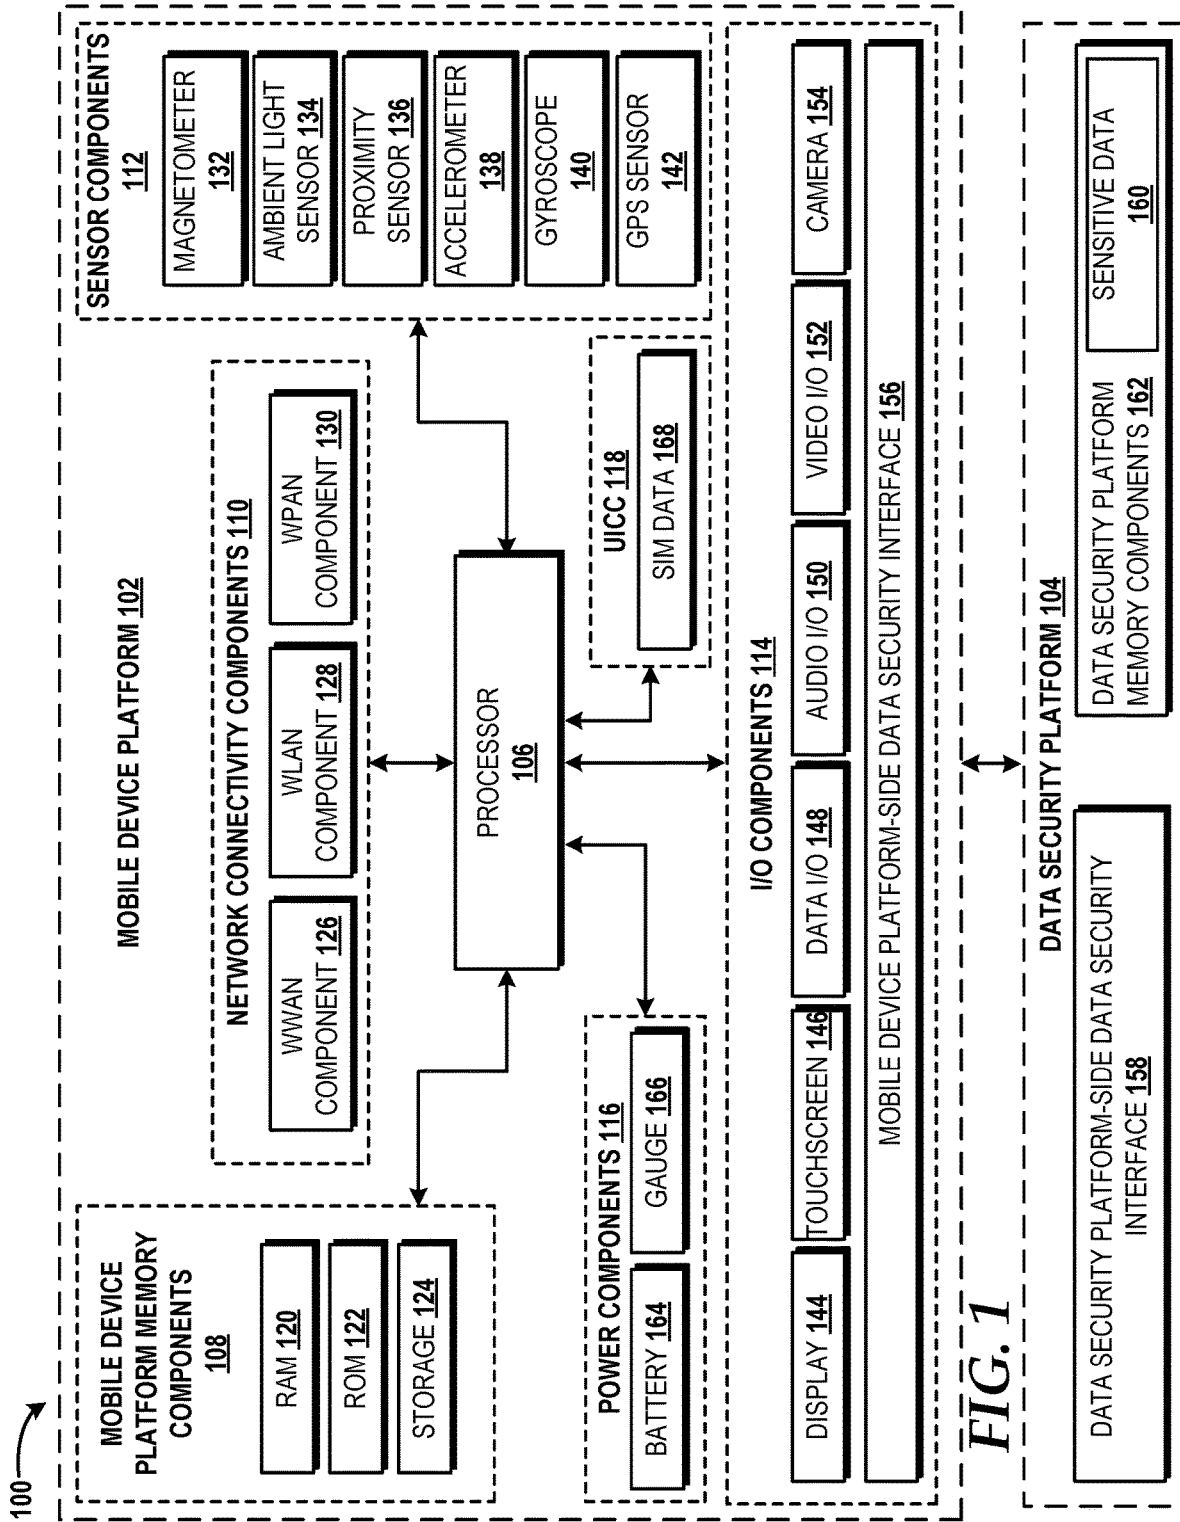 100
MOBILE DEVICE PLATFORM 102
MOBILE DEVICE
PLATFORM MEMORY
COMPONENTS
108
RAM 120
ROM 122
STORAGE 124
NETWORK CONNECTIVITY COMPONENTS 110
WWAN
COMPONENT 126
WLAN
COMPONENT 128
WPAN
COMPONENT 130
SENSOR COMPONENTS
112
MAGNETOMETER
132
AMBIENT LIGHT
SENSOR 134
PROXIMITY
SENSOR 136
ACCELEROMETER
138
GYROSCOPE
140
GPS SENSOR
142
PROCESSOR
106
POWER COMPONENTS 116
BATTERY 164
GAUGE 166
UICC 118
SIM DATA 168
I/O COMPONENTS 114
DISPLAY 144
TOUCHSCREEN 146
DATA I/O 148
AUDIO I/O 150
VIDEO I/O 152
CAMERA 154
MOBILE DEVICE PLATFORM-SIDE DATA SECURITY INTERFACE 156
FIG. 1
DATA SECURITY PLATFORM 104
DATA SECURITY PLATFORM-SIDE DATA SECURITY
INTERFACE 158
DATA SECURITY PLATFORM
MEMORY COMPONENTS 162
SENSITIVE DATA
160